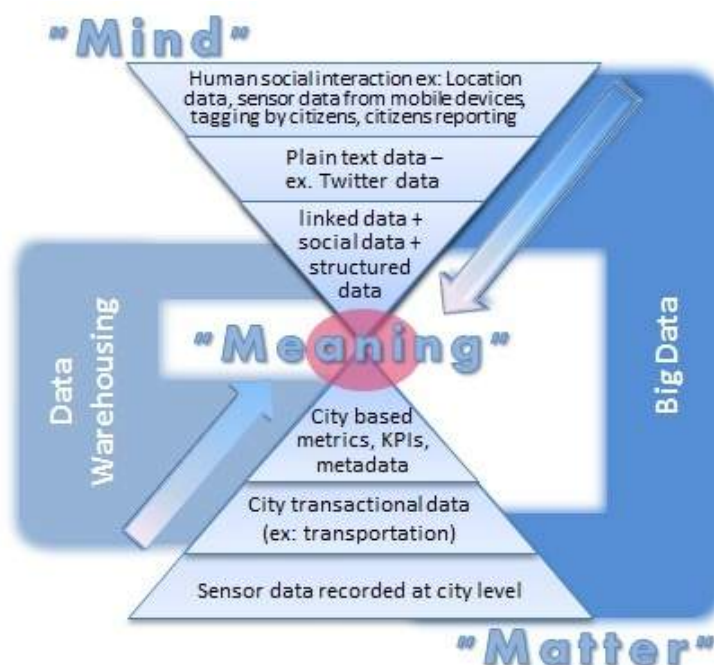 "Mind"
Human social interaction ex: Location
data, sensor data from mobile devices,
tagging by citizens, citizens reporting
Plain text data –
ex. Twitter data
linked data +
social data +
structured
data
"Meaning"
Data
Warehousing
Big Data
City based
metrics, KPIs,
metadata
City transactional data
(ex: transportation)
Sensor data recorded at city level
"Matter"